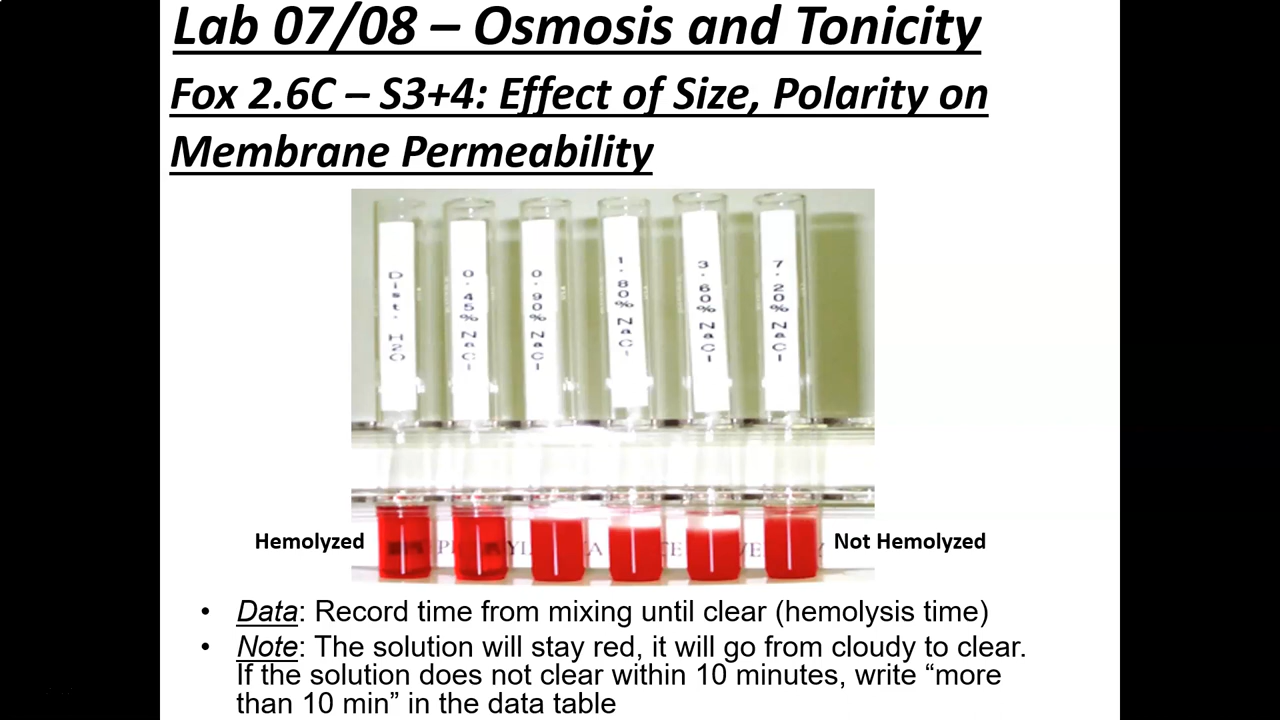 Lab 07/08 – Osmosis and Tonicity
Fox 2.6C – S3+4: Effect of Size, Polarity on
Membrane Permeability
Dist. H2O
0.45% NaCl
0.90% NaCl
1.80% NaCl
3.60% NaCl
7.20% NaCl
Hemolyzed
Not Hemolyzed
• Data: Record time from mixing until clear (hemolysis time)
• Note: The solution will stay red, it will go from cloudy to clear.
If the solution does not clear within 10 minutes, write “more
than 10 min” in the data table